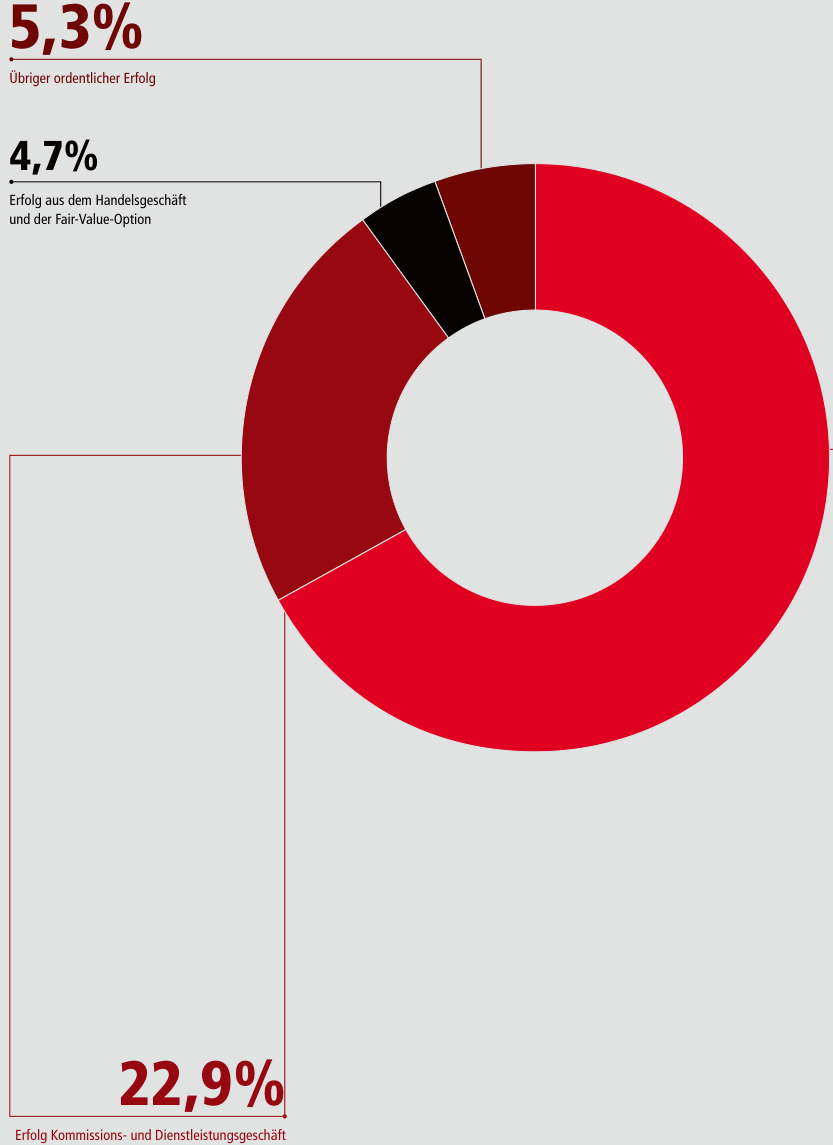 5,3%
Übriger ordentlicher Erfolg
4,7%
Erfolg aus dem Handelsgeschäft
und der Fair-Value-Option
22,9%
Erfolg Kommissions- und Dienstleistungsgeschäft